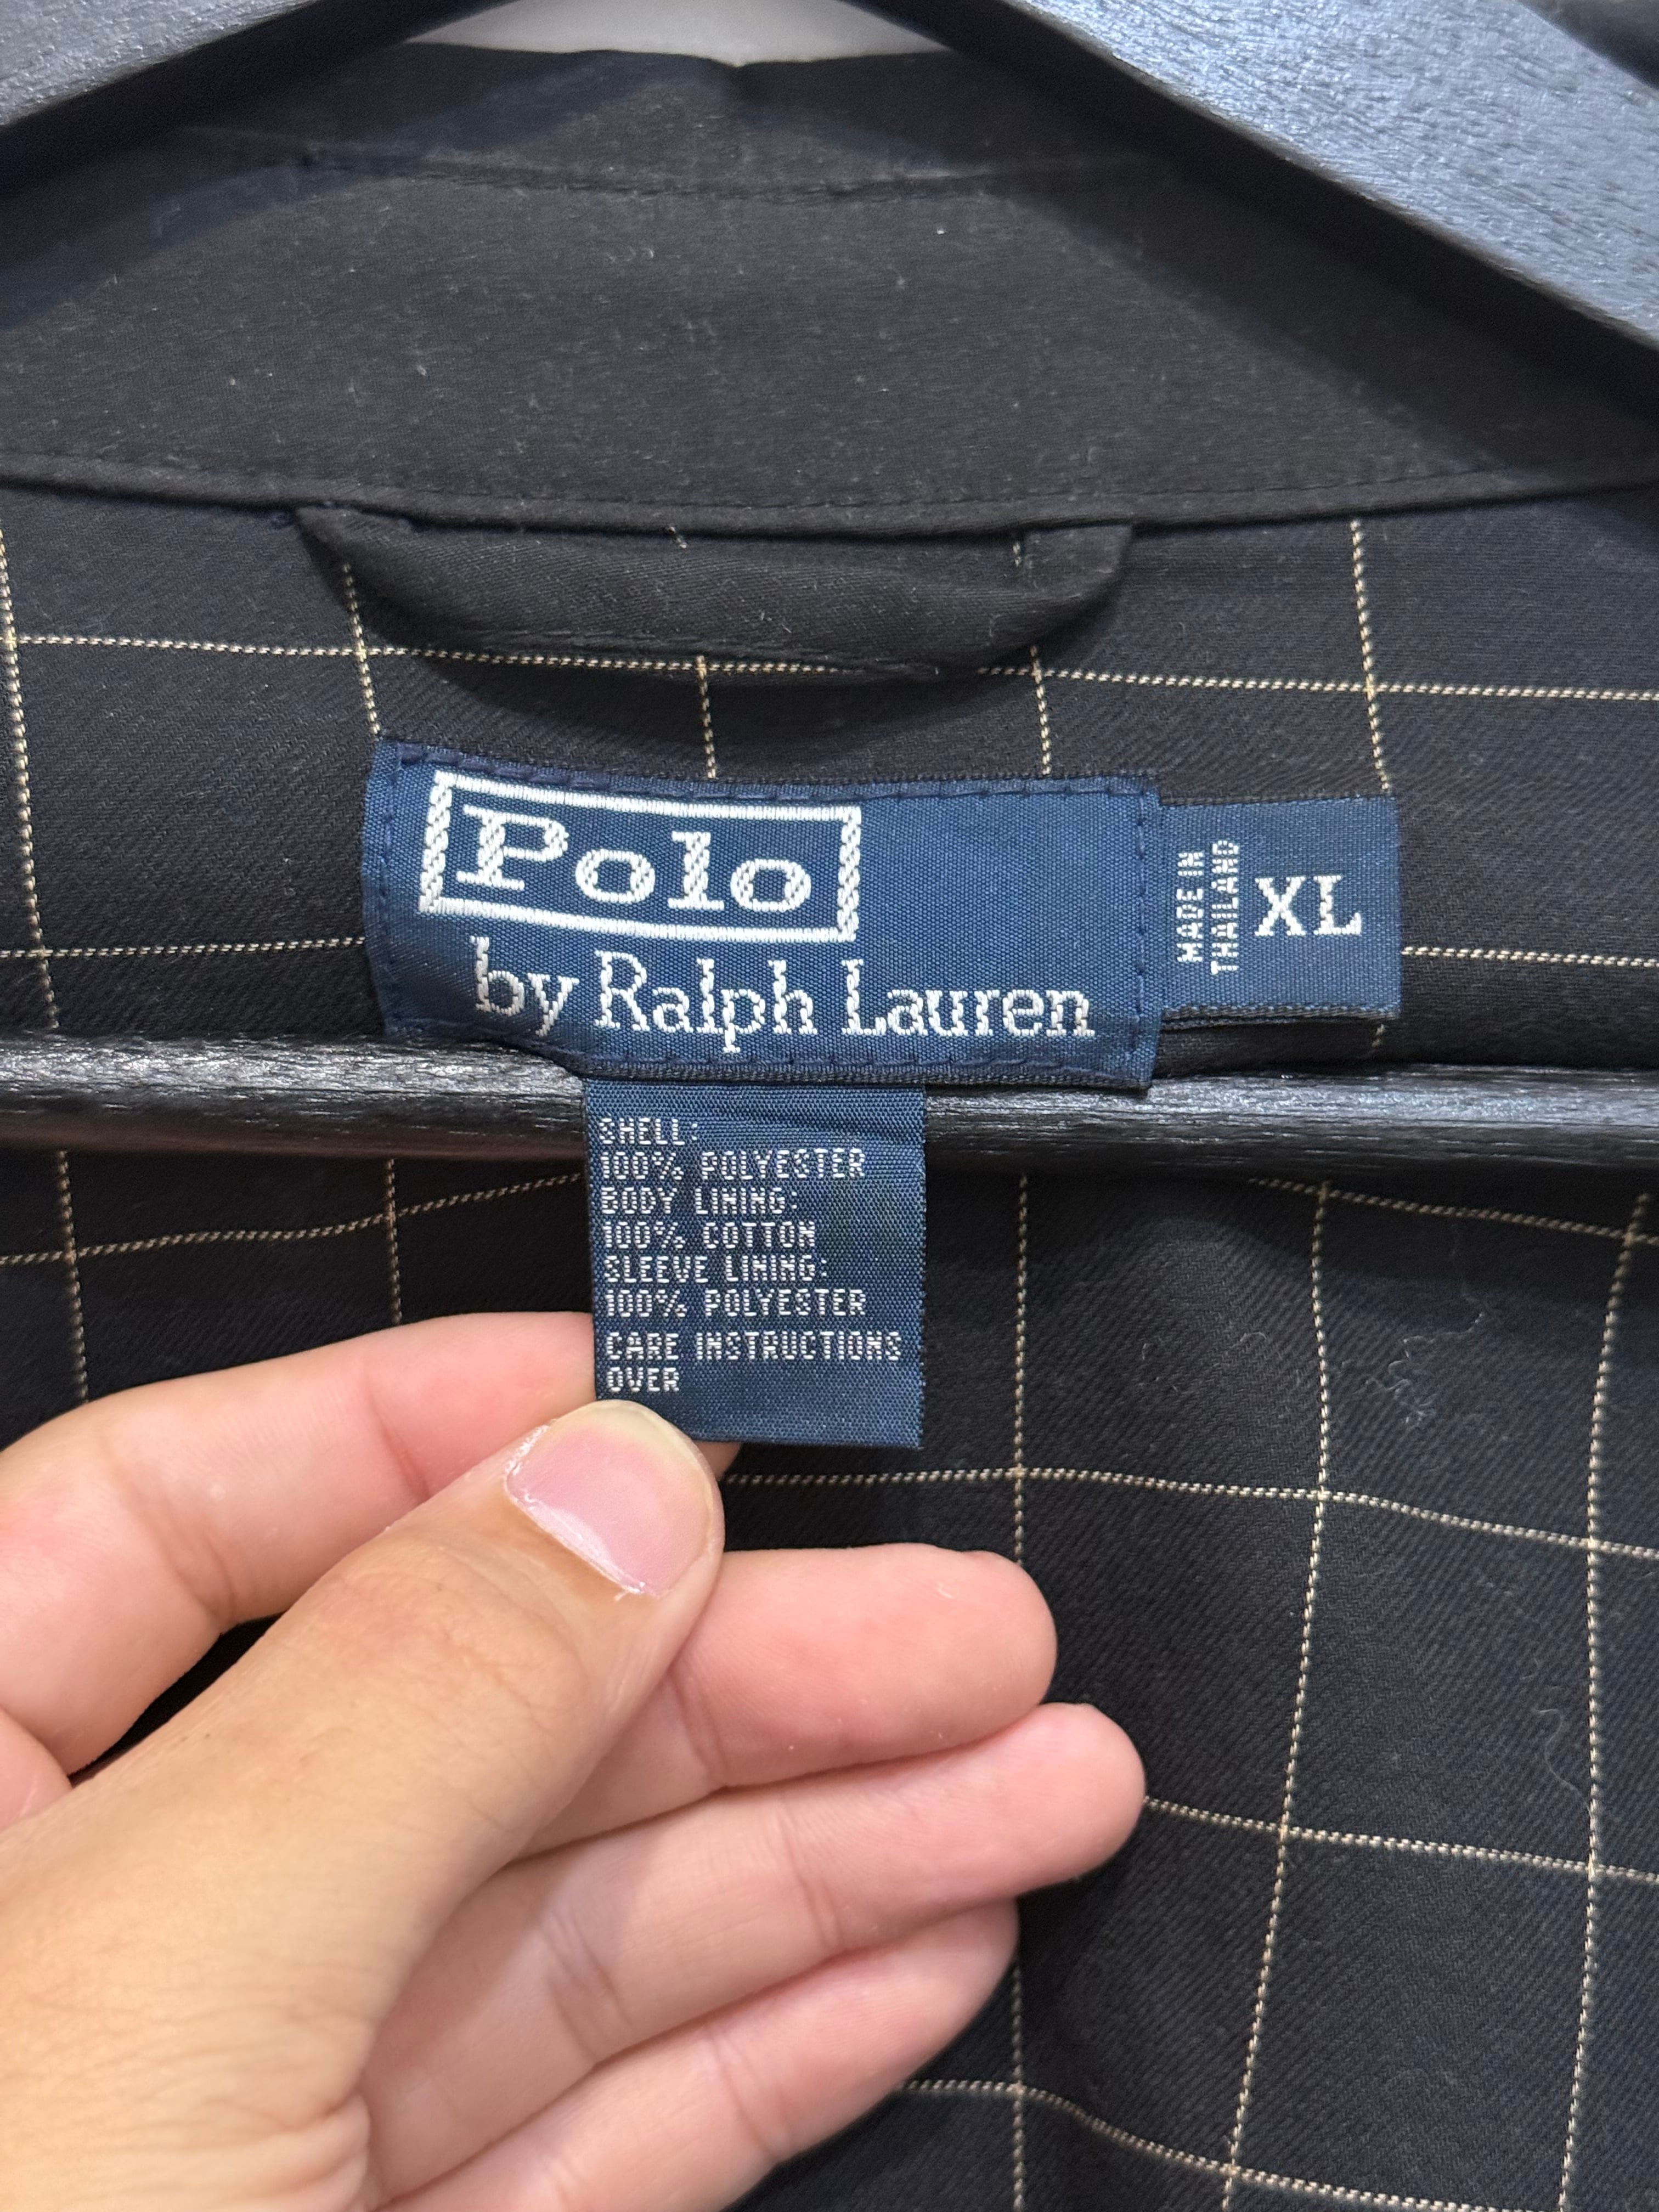 Polo
by Ralph Lauren
MADE IN
THAILAND
XL
SHELL:
100% POLYESTER
BODY LINING:
100% COTTON
SLEEVE LINING:
100% POLYESTER
CARE INSTRUCTIONS
OVER